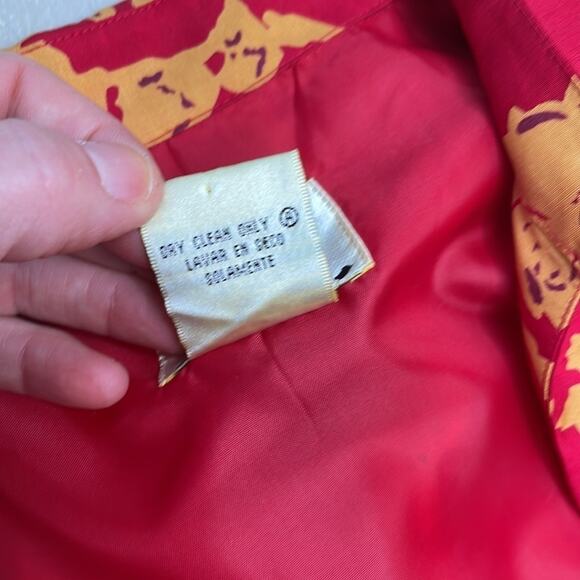 DRY CLEAN ONLY Ⓐ
LAVAR EN SECO
SOLAMENTE